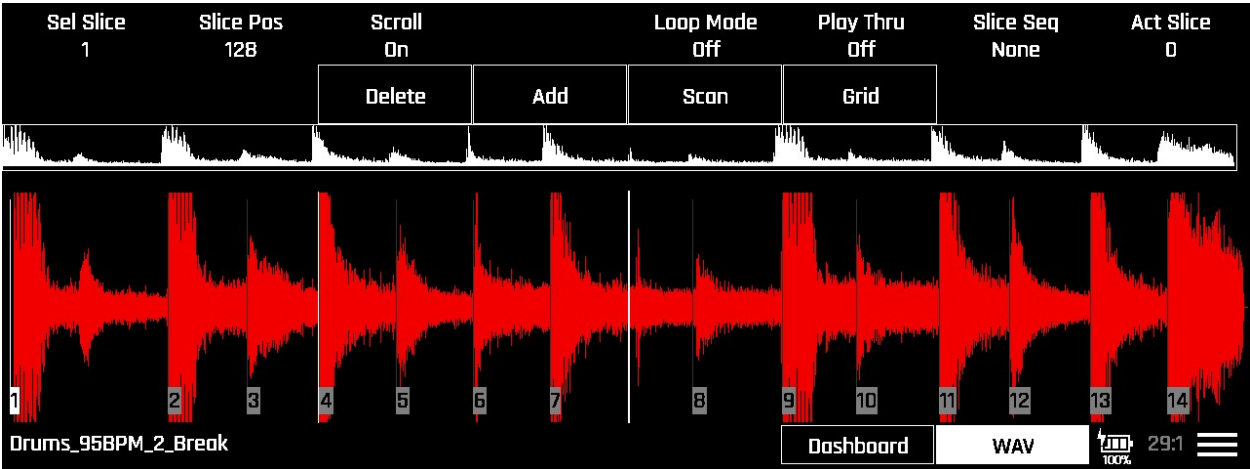 Sel Slice Slice Pos Scroll Loop Mode Play Thru Slice Seq Act Slice
1 128 On Off Off None 0
Delete Add Scan Grid
1 2 3 4 5 6 7 8 9 10 11 12 13 14
Drums_95BPM_2_Break Dashboard WAV 29:1
100%